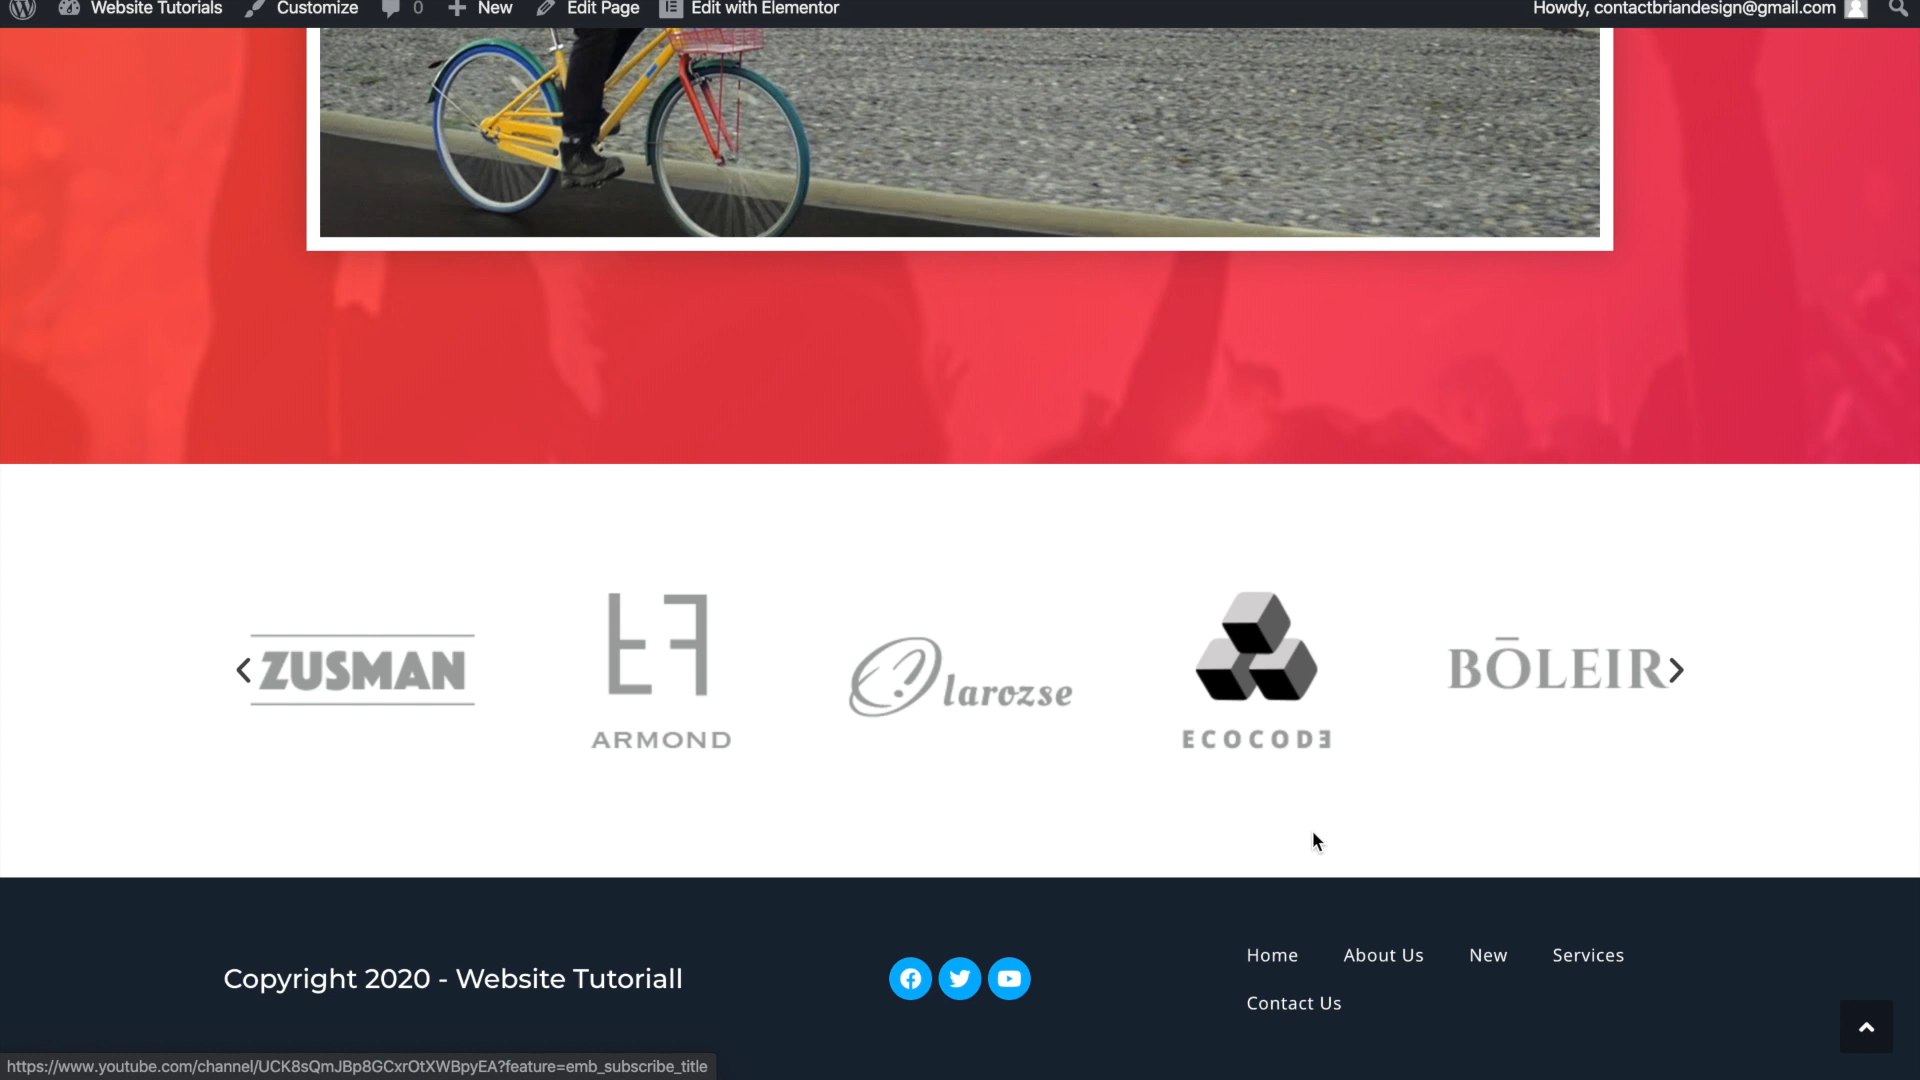 Website Tutorials Customize 0 New Edit Page Edit with Elementor Howdy, contactbriandesign@gmail.com
ZUSMAN
ARMOND
larozse
ECOCODE
BŌLEIR
Copyright 2020 - Website Tutoriall
Home About Us New Services
Contact Us
https://www.youtube.com/channel/UCK8sQmJBp8GCxrOtXWBpyEA?feature=emb_subscribe_title